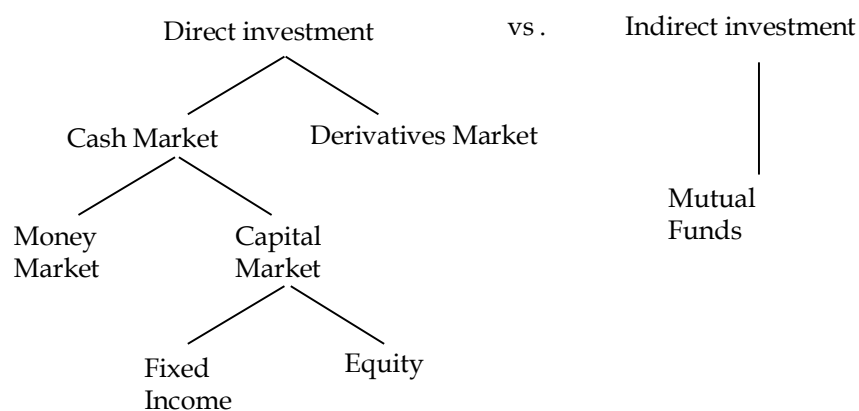 Direct investment vs. Indirect investment
Cash Market Derivatives Market
Mutual
Funds
Money
Market
Capital
Market
Fixed
Income
Equity